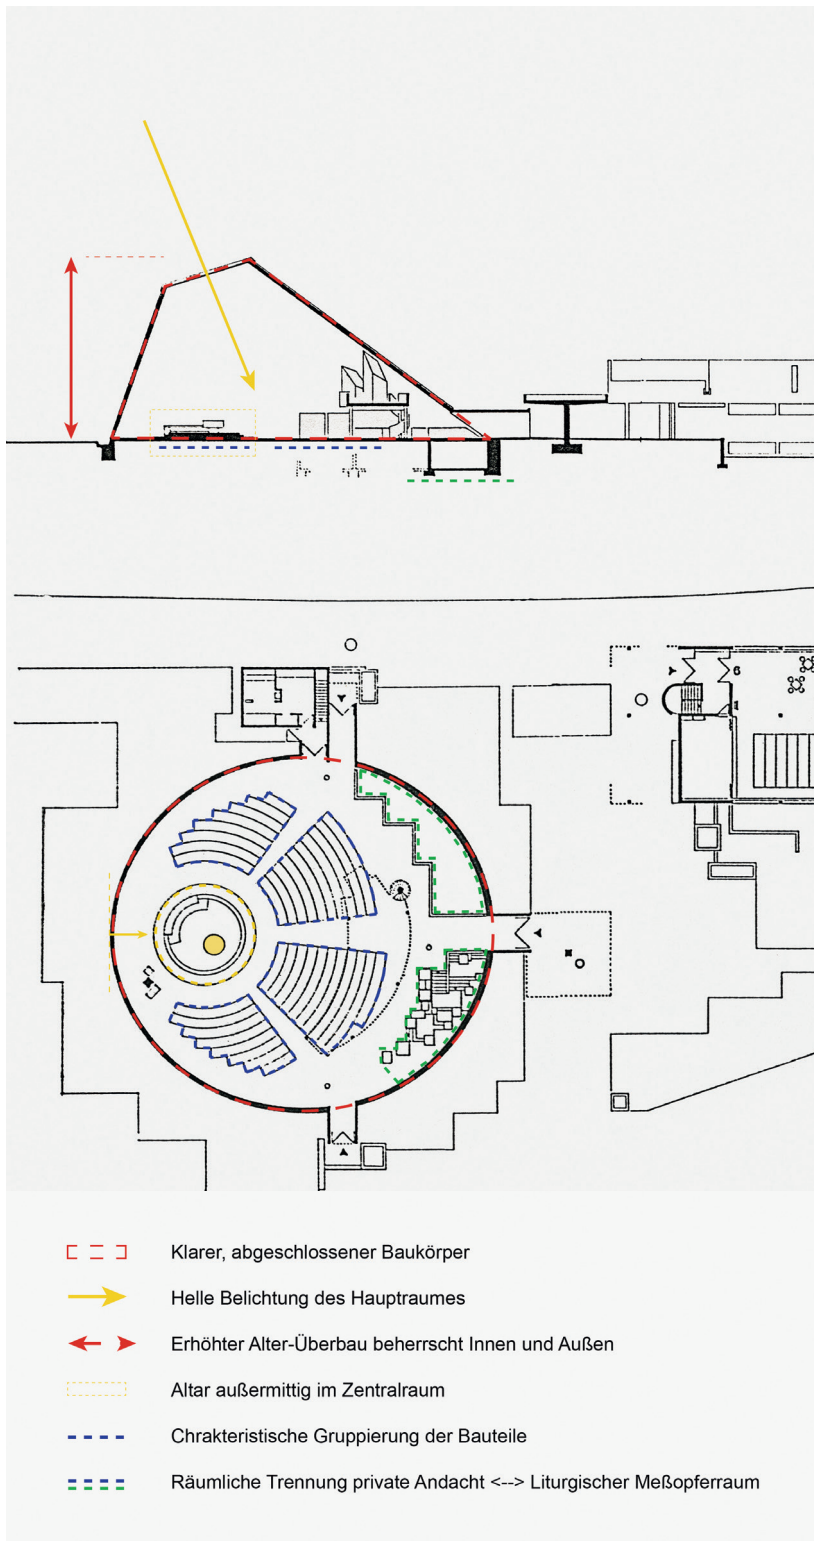 Klarer, abgeschlossener Baukörper
Helle Belichtung des Hauptraumes
Erhöhter Alter-Überbau beherrscht Innen und Außen
Altar außermittig im Zentralraum
Chrakteristische Gruppierung der Bauteile
Räumliche Trennung private Andacht <--> Liturgischer Meßopferraum